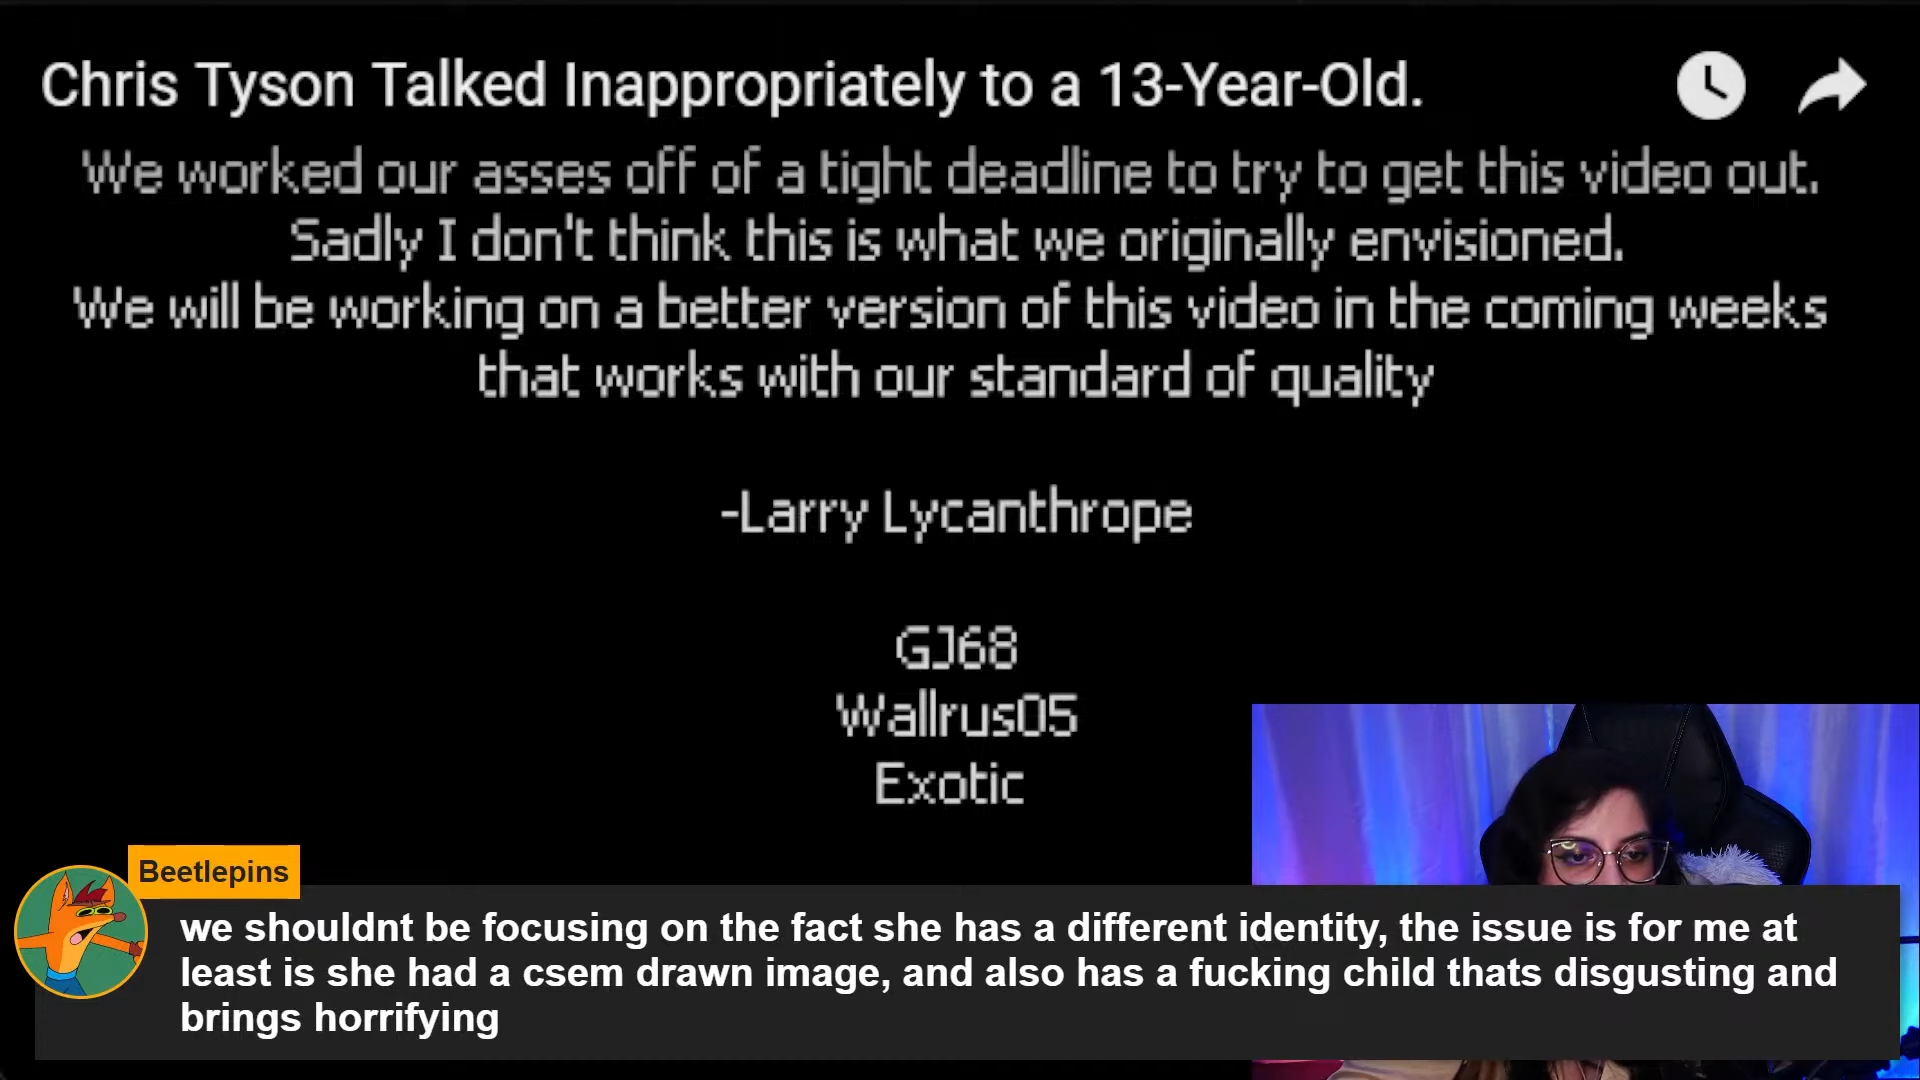 Chris Tyson Talked Inappropriately to a 13-Year-Old.
We worked our asses off of a tight deadline to try to get this video out.
Sadly I don't think this is what we originally envisioned.
We will be working on a better version of this video in the coming weeks
that works with our standard of quality
-Larry Lycanthrope
GJ68
Wallrus05
Exotic
Beetlepins
we shouldnt be focusing on the fact she has a different identity, the issue is for me at
least is she had a csem drawn image, and also has a fucking child thats disgusting and
brings horrifying